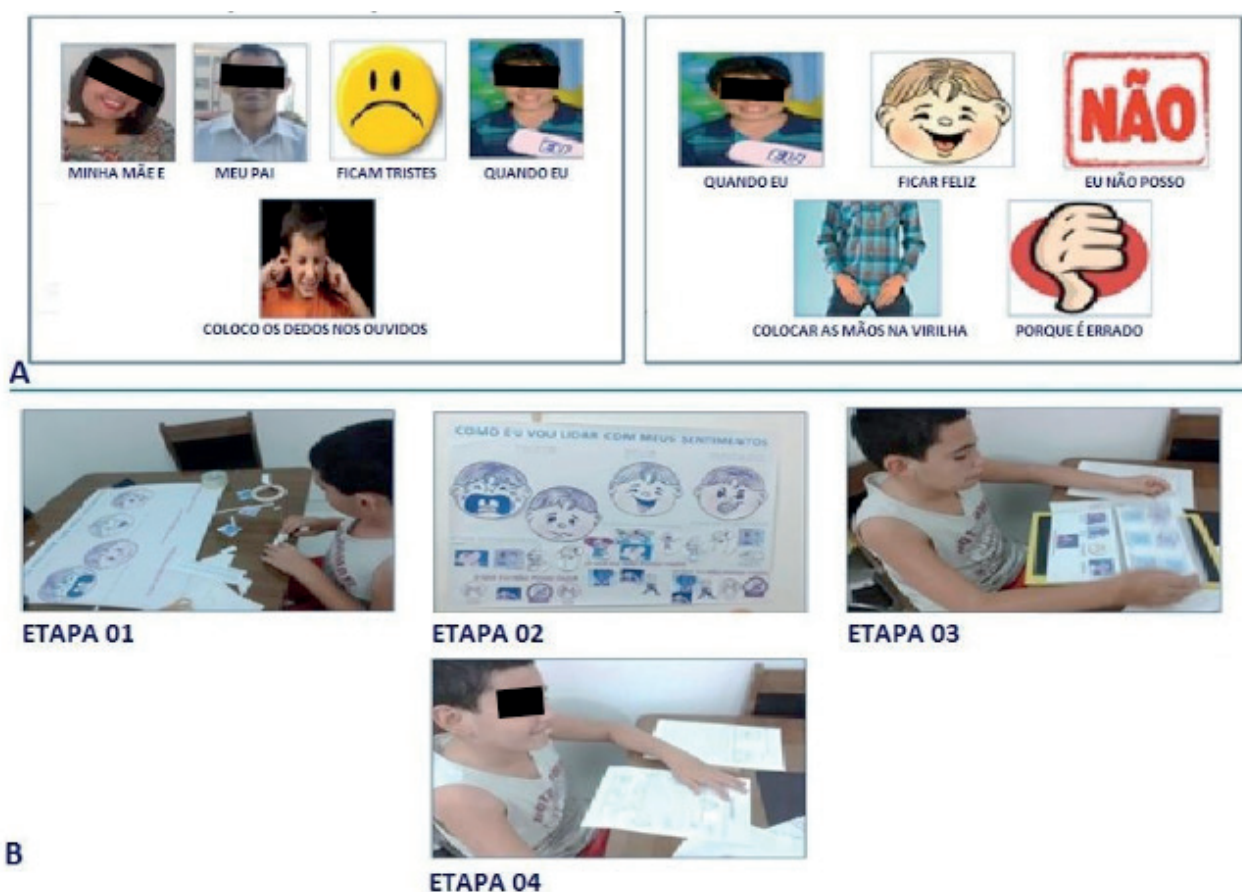 EU
EU
NÃO
MINHA MÃE E
MEU PAI
FICAM TRISTES
QUANDO EU
QUANDO EU
FICAR FELIZ
EU NÃO POSSO
COLOCO OS DEDOS NOS OUVIDOS
COLOCAR AS MÃOS NA VIRILHA
PORQUE É ERRADO
A
COMO EU VOU LIDAR COM MEUS SENTIMENTOS
ETAPA 01
ETAPA 02
ETAPA 03
B
ETAPA 04